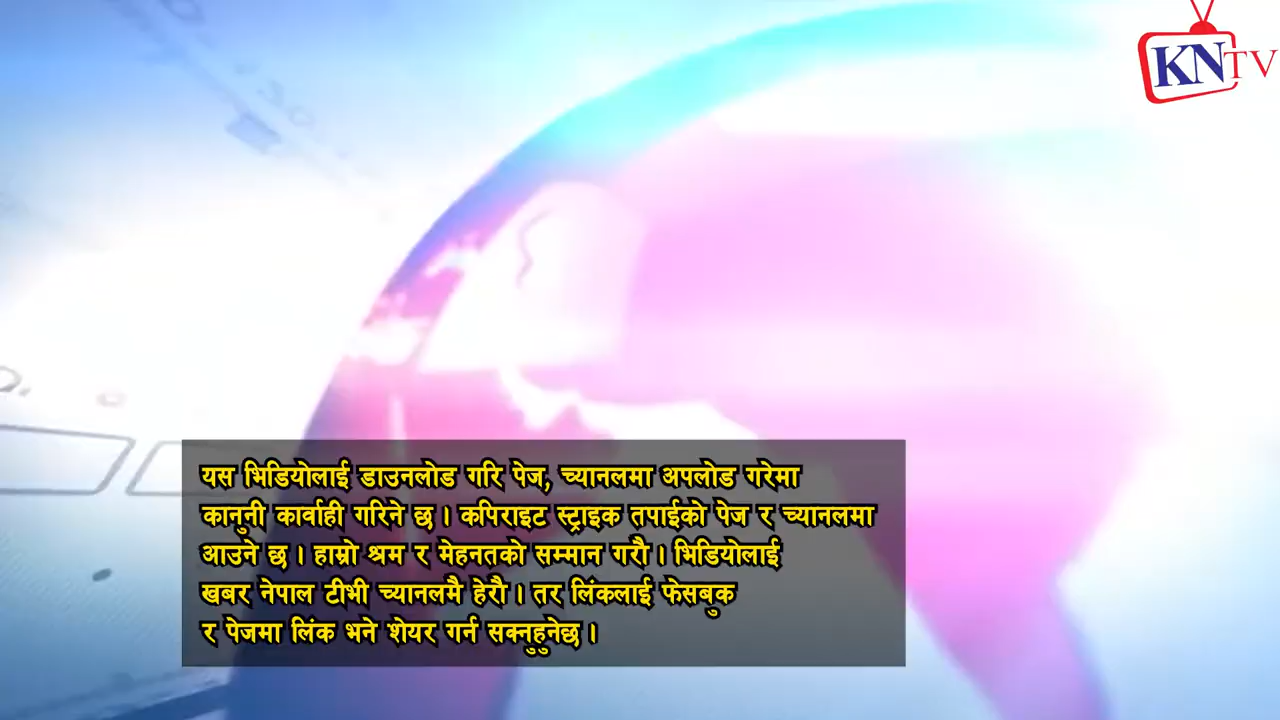 KNTV
यस भिडियोलाई डाउनलोड गरि पेज, च्यानलमा अपलोड गरेमा
कानुनी कार्वाही गरिने छ । कपिराइट स्ट्राइक तपाईको पेज र च्यानलमा
आउने छ । हाम्रो श्रम र मेहनतको सम्मान गरौ । भिडियोलाई
खबर नेपाल टीभी च्यानलमै हेरौ । तर लिंकलाई फेसबुक
र पेजमा लिंक भने शेयर गर्न सक्नुहुनेछ ।